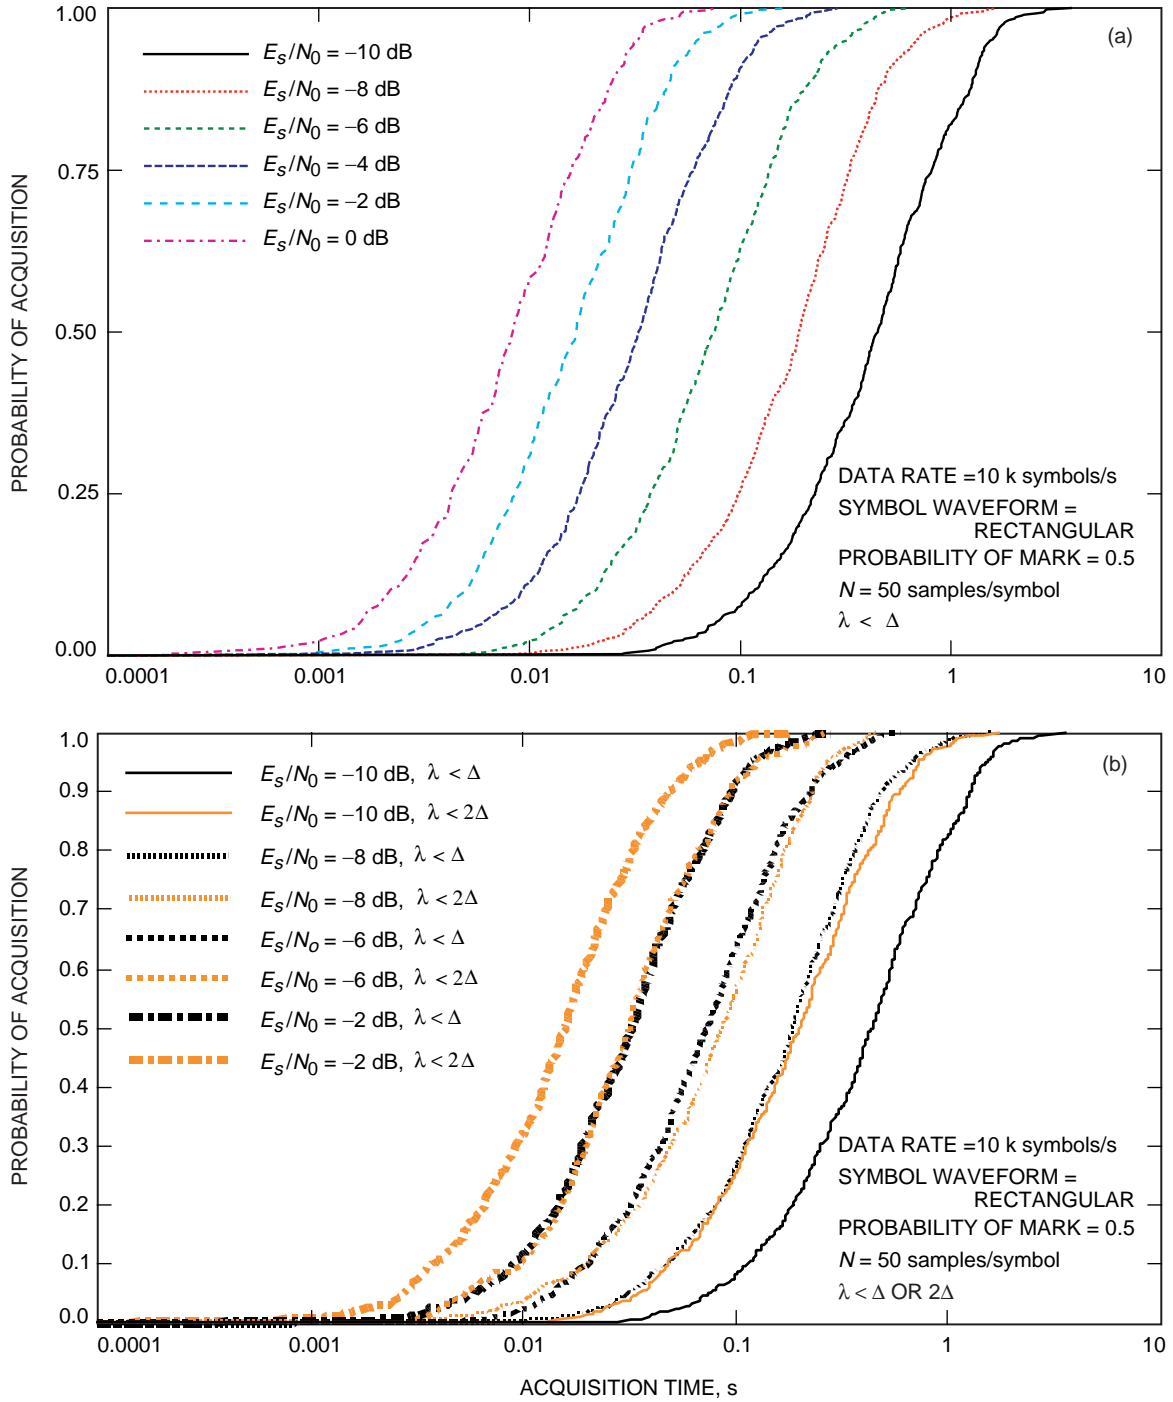 (a)
1.00
0.75
0.50
0.25
0.00
PROBABILITY OF ACQUISITION
Es/N0 = –10 dB
Es/N0 = –8 dB
Es/N0 = –6 dB
Es/N0 = –4 dB
Es/N0 = –2 dB
Es/N0 = 0 dB
DATA RATE =10 k symbols/s
SYMBOL WAVEFORM =
RECTANGULAR
PROBABILITY OF MARK = 0.5
N = 50 samples/symbol
λ < Δ
0.0001 0.001 0.01 0.1 1 10
(b)
1.0
0.9
0.8
0.7
0.6
0.5
0.4
0.3
0.2
0.1
0.0
PROBABILITY OF ACQUISITION
Es/N0 = –10 dB, λ < Δ
Es/N0 = –10 dB, λ < 2Δ
Es/N0 = –8 dB, λ < Δ
Es/N0 = –8 dB, λ < 2Δ
Es/No = –6 dB, λ < Δ
Es/N0 = –6 dB, λ < 2Δ
Es/N0 = –2 dB, λ < Δ
Es/N0 = –2 dB, λ < 2Δ
DATA RATE =10 k symbols/s
SYMBOL WAVEFORM =
RECTANGULAR
PROBABILITY OF MARK = 0.5
N = 50 samples/symbol
λ < Δ OR 2Δ
0.0001 0.001 0.01 0.1 1 10
ACQUISITION TIME, s